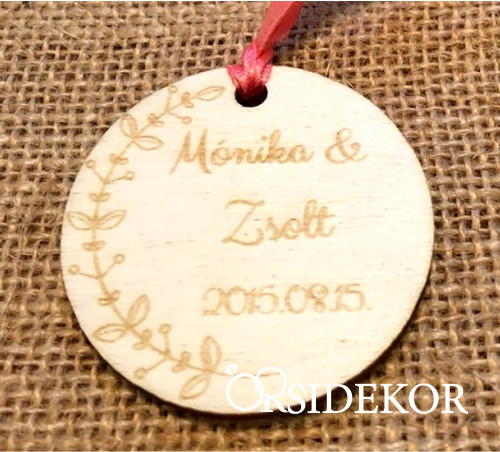 Mónika &
Zsolt
2015.08.15.
ORSIDEKOR